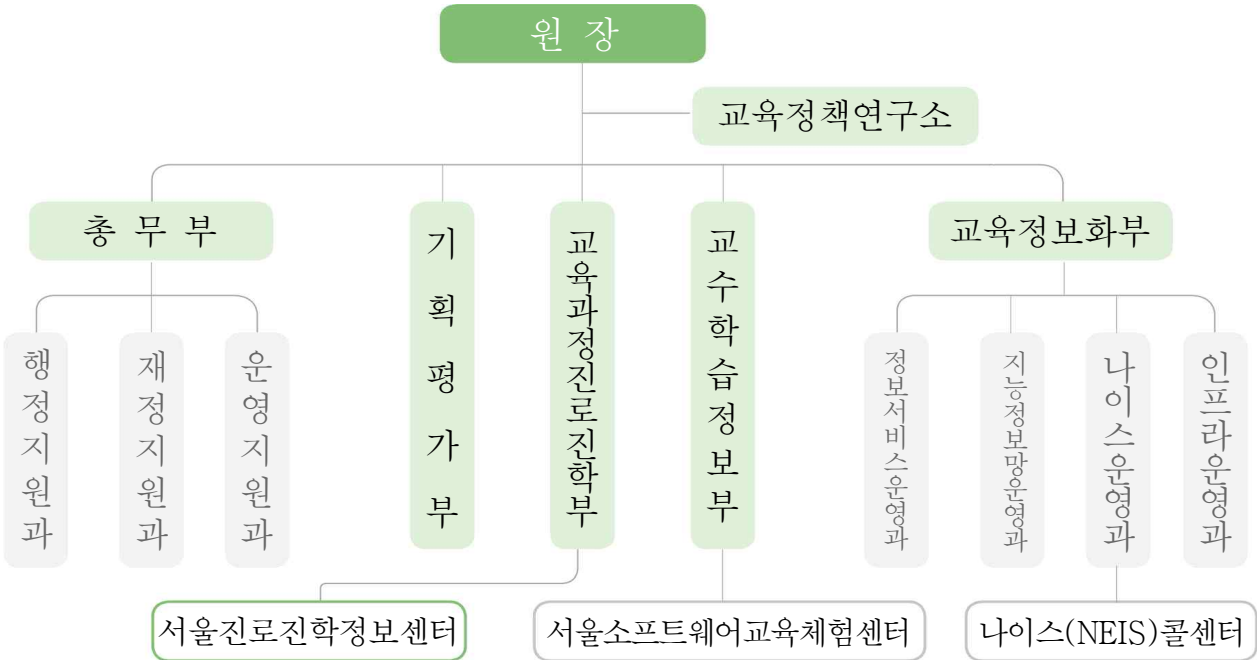 원 장
교육정책연구소
총 무 부
기획평가부
교육과정진로진학부
교수학습정보부
교육정보화부
행정지원과
재정지원과
운영지원과
정보서비스운영과
지능정보망운영과
나이스운영과
인프라운영과
서울진로진학정보센터
서울소프트웨어교육체험센터
나이스(NEIS)콜센터